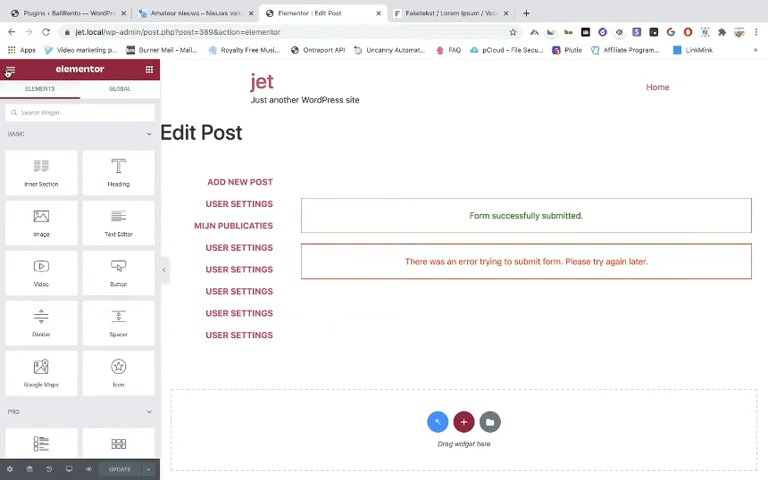 Plugins ‹ BaliRento — WordPr
Amateur nieuws – Nieuws van
Elementor | Edit Post
Faketekst / Lorem Ipsum / Voor
jet.local/wp-admin/post.php?post=389&action=elementor
Apps
Video marketing p...
Burner Mail - Mail...
Royalty Free Musi...
Ontraport API
Uncanny Automat...
FAQ
pCloud - File Secu...
Plutio
Affiliate Program...
LinkMink
elementor
ELEMENTS
GLOBAL
Search Widget...
BASIC
Inner Section
Heading
Image
Text Editor
Video
Button
Divider
Spacer
Google Maps
Icon
PRO
UPDATE
jet
Just another WordPress site
Home
Edit Post
ADD NEW POST
USER SETTINGS
MIJN PUBLICATIES
USER SETTINGS
USER SETTINGS
USER SETTINGS
USER SETTINGS
USER SETTINGS
Form successfully submitted.
There was an error trying to submit form. Please try again later.
Drag widget here